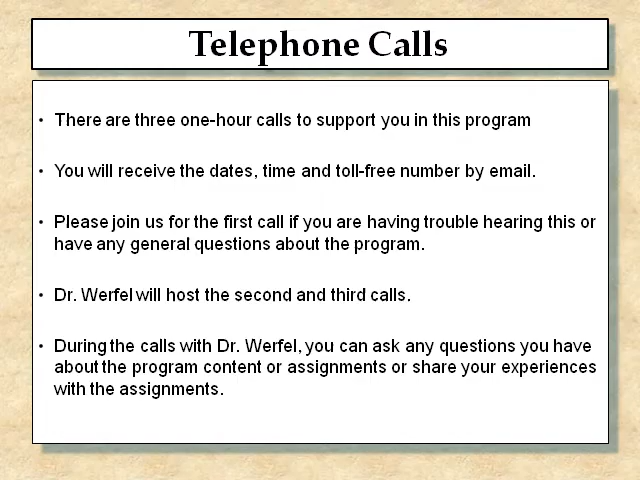 Telephone Calls
• There are three one-hour calls to support you in this program
• You will receive the dates, time and toll-free number by email.
• Please join us for the first call if you are having trouble hearing this or
have any general questions about the program.
• Dr. Werfel will host the second and third calls.
• During the calls with Dr. Werfel, you can ask any questions you have
about the program content or assignments or share your experiences
with the assignments.